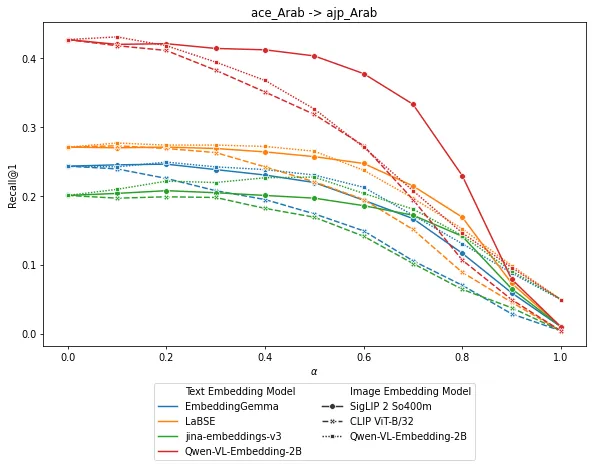 ace_Arab -> ajp_Arab
Recall@1
0.4
0.3
0.2
0.1
0.0
0.0 0.2 0.4 0.6 0.8 1.0
α
Text Embedding Model
EmbeddingGemma
LaBSE
jina-embeddings-v3
Qwen-VL-Embedding-2B
Image Embedding Model
SigLIP 2 So400m
CLIP ViT-B/32
Qwen-VL-Embedding-2B